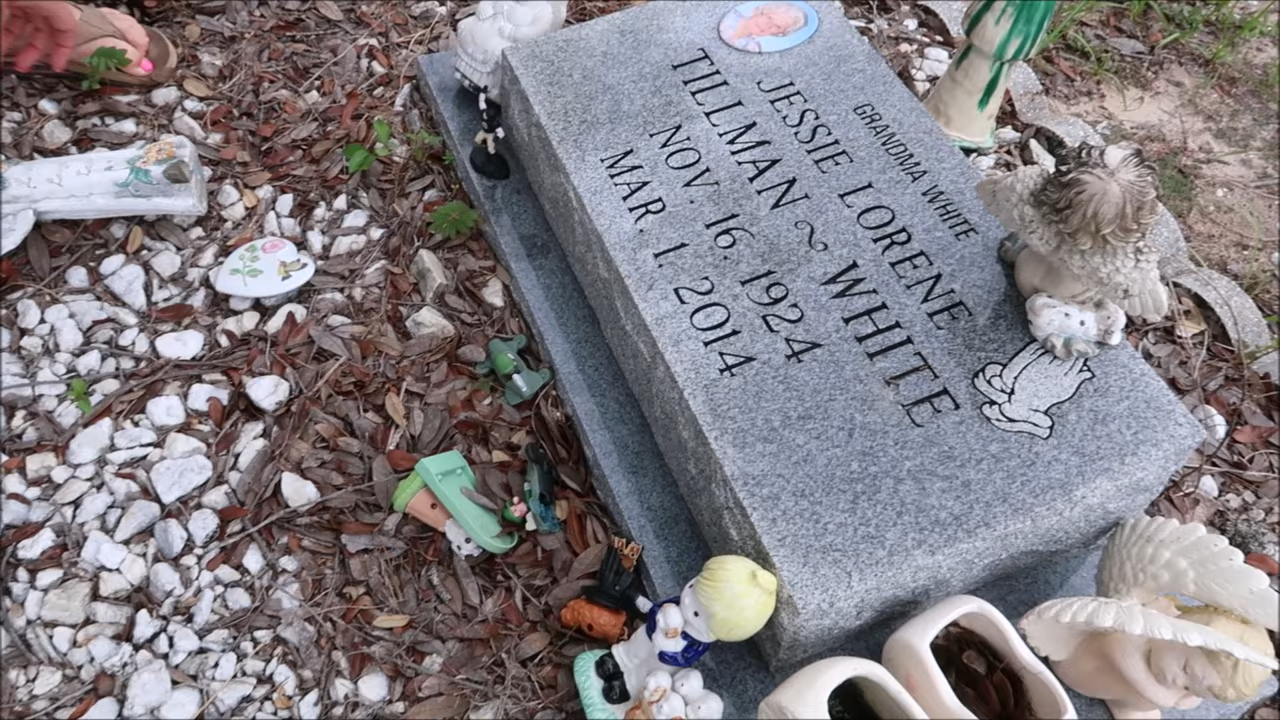 GRANDMA WHITE
JESSIE LORENE
TILLMAN ~ WHITE
NOV. 16, 1924
MAR. 1, 2014